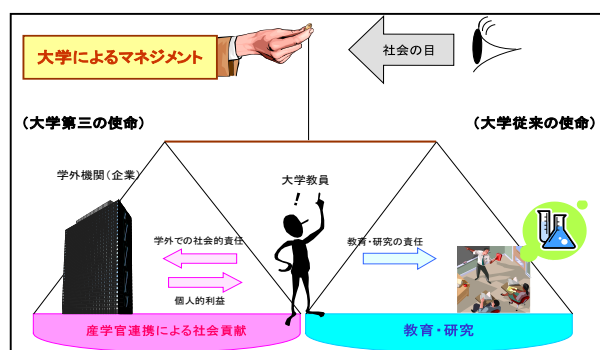 大学によるマネジメント
社会の目
(大学第三の使命)
(大学従来の使命)
学外機関(企業)
大学教員
!
学外での社会的責任
教育・研究の責任
個人的利益
産学官連携による社会貢献
教育・研究